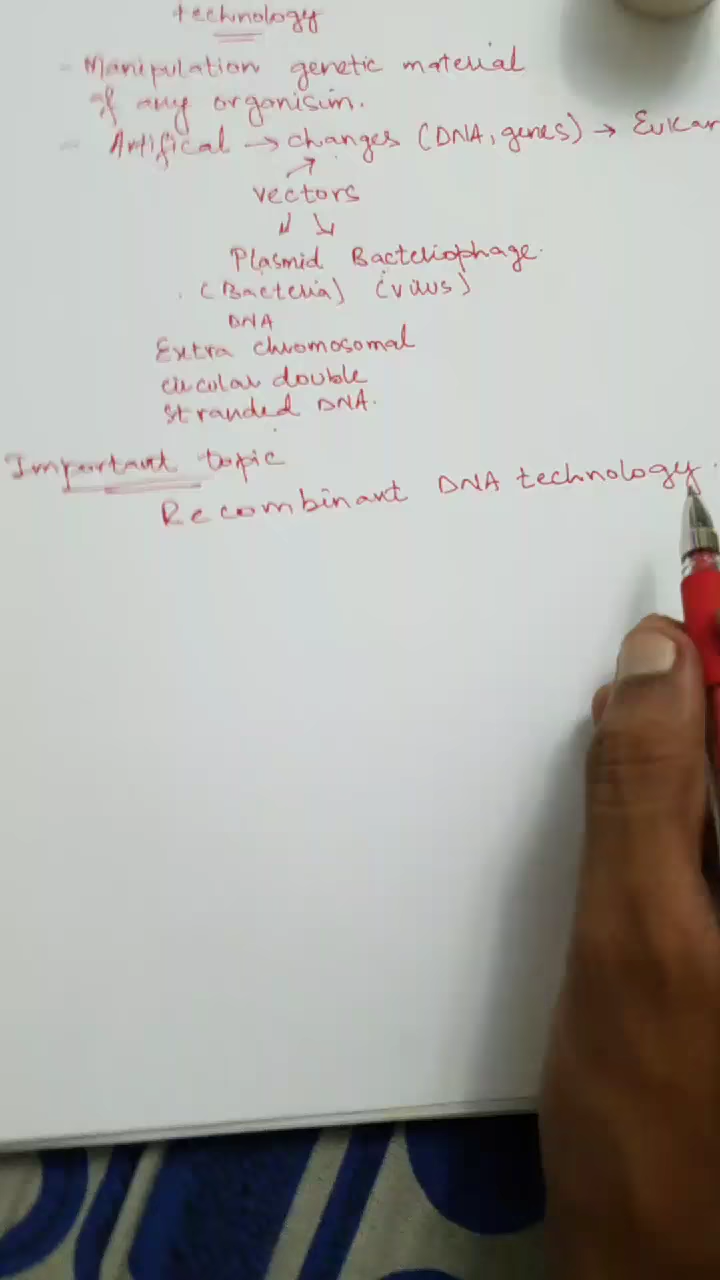 technology
- Manipulation genetic material
of any organisim.
- Artifical → changes (DNA, genes) → Eukar
vectors
Plasmid Bacteriophage.
(Bacteria) (virus)
DNA
Extra chromosomal
circular double
stranded DNA.
Important topic
Recombinant DNA technology.